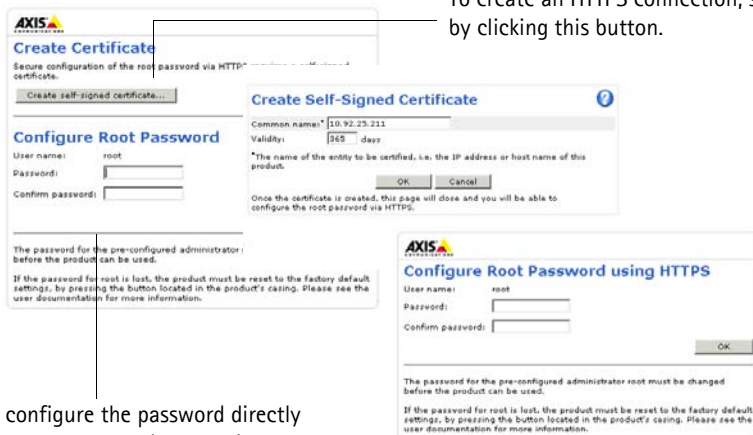 To create an HTTPS connection, s
by clicking this button.
AXIS
COMMUNICATIONS
Create Certificate
Secure configuration of the root password via HTTPS requires a self-signed
certificate.
Create self-signed certificate...
Configure Root Password
User name: root
Password:
Confirm password:
The password for the pre-configured administrator
before the product can be used.
If the password for root is lost, the product must be reset to the factory default
settings, by pressing the button located in the product's casing. Please see the
user documentation for more information.
Create Self-Signed Certificate
Common name:* 10.92.25.211
Validity: 365 days
*The name of the entity to be certified, i.e. the IP address or host name of this
product.
OK Cancel
Once the certificate is created, this page will close and you will be able to
configure the root password via HTTPS.
AXIS
COMMUNICATIONS
Configure Root Password using HTTPS
User name: root
Password:
Confirm password:
OK
The password for the pre-configured administrator root must be changed
before the product can be used.
If the password for root is lost, the product must be reset to the factory default
settings, by pressing the button located in the product's casing. Please see the
user documentation for more information.
configure the password directly